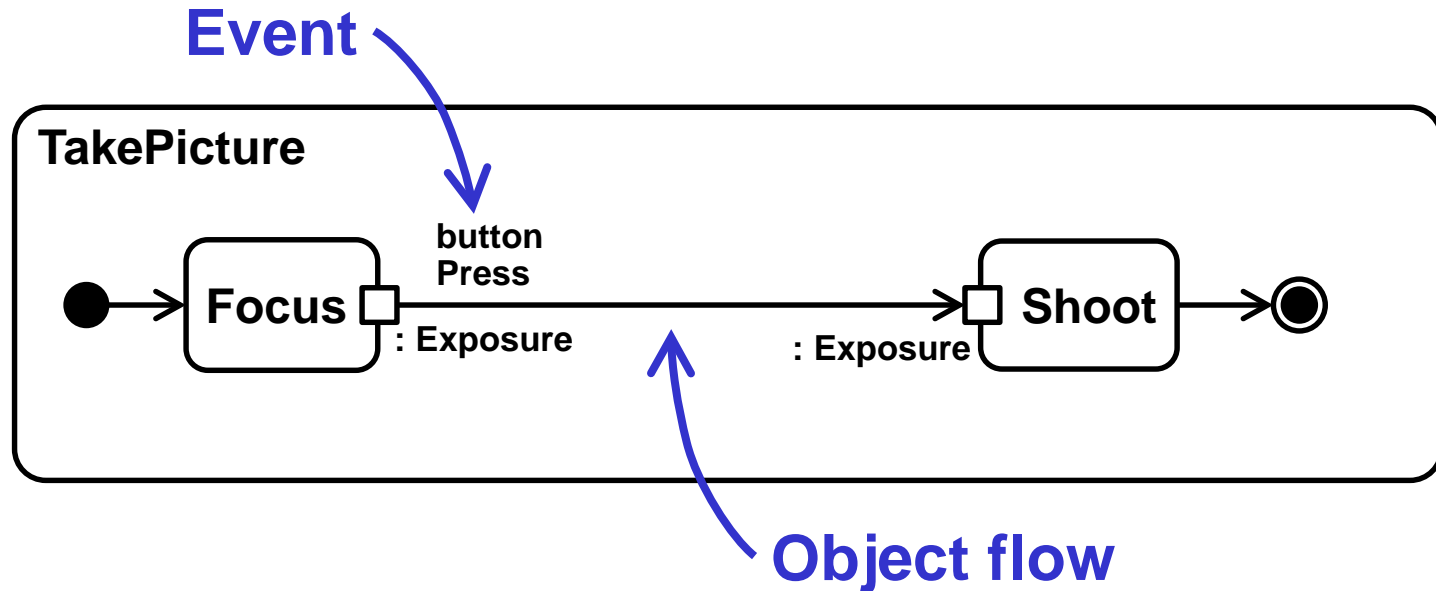 Event
TakePicture
button
Press
Focus
Shoot
: Exposure
: Exposure
Object flow